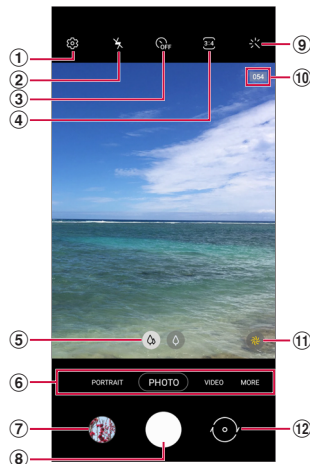 ① ⑨
② OFF 3:4
③ 054 ⑩
④
⑤ ⑪
⑥ PORTRAIT PHOTO VIDEO MORE
⑦ ⑫
⑧